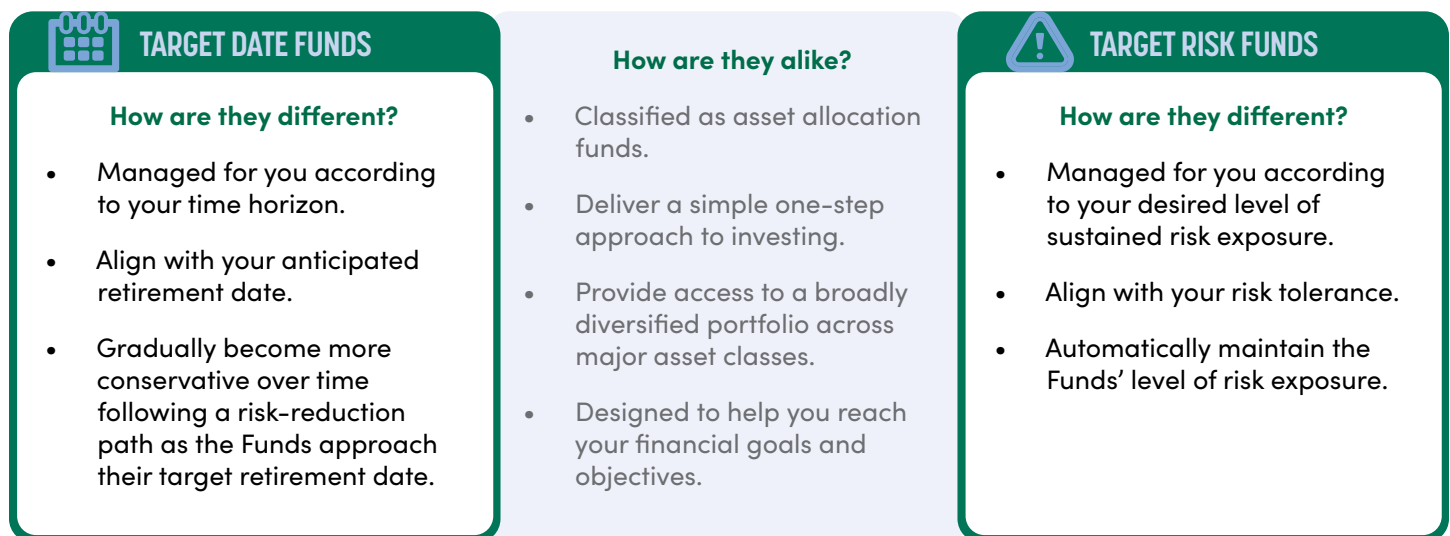 TARGET DATE FUNDS
How are they different?
• Managed for you according
to your time horizon.
• Align with your anticipated
retirement date.
• Gradually become more
conservative over time
following a risk-reduction
path as the Funds approach
their target retirement date.
How are they alike?
• Classified as asset allocation
funds.
• Deliver a simple one-step
approach to investing.
• Provide access to a broadly
diversified portfolio across
major asset classes.
• Designed to help you reach
your financial goals and
objectives.
TARGET RISK FUNDS
How are they different?
• Managed for you according
to your desired level of
sustained risk exposure.
• Align with your risk tolerance.
• Automatically maintain the
Funds’ level of risk exposure.